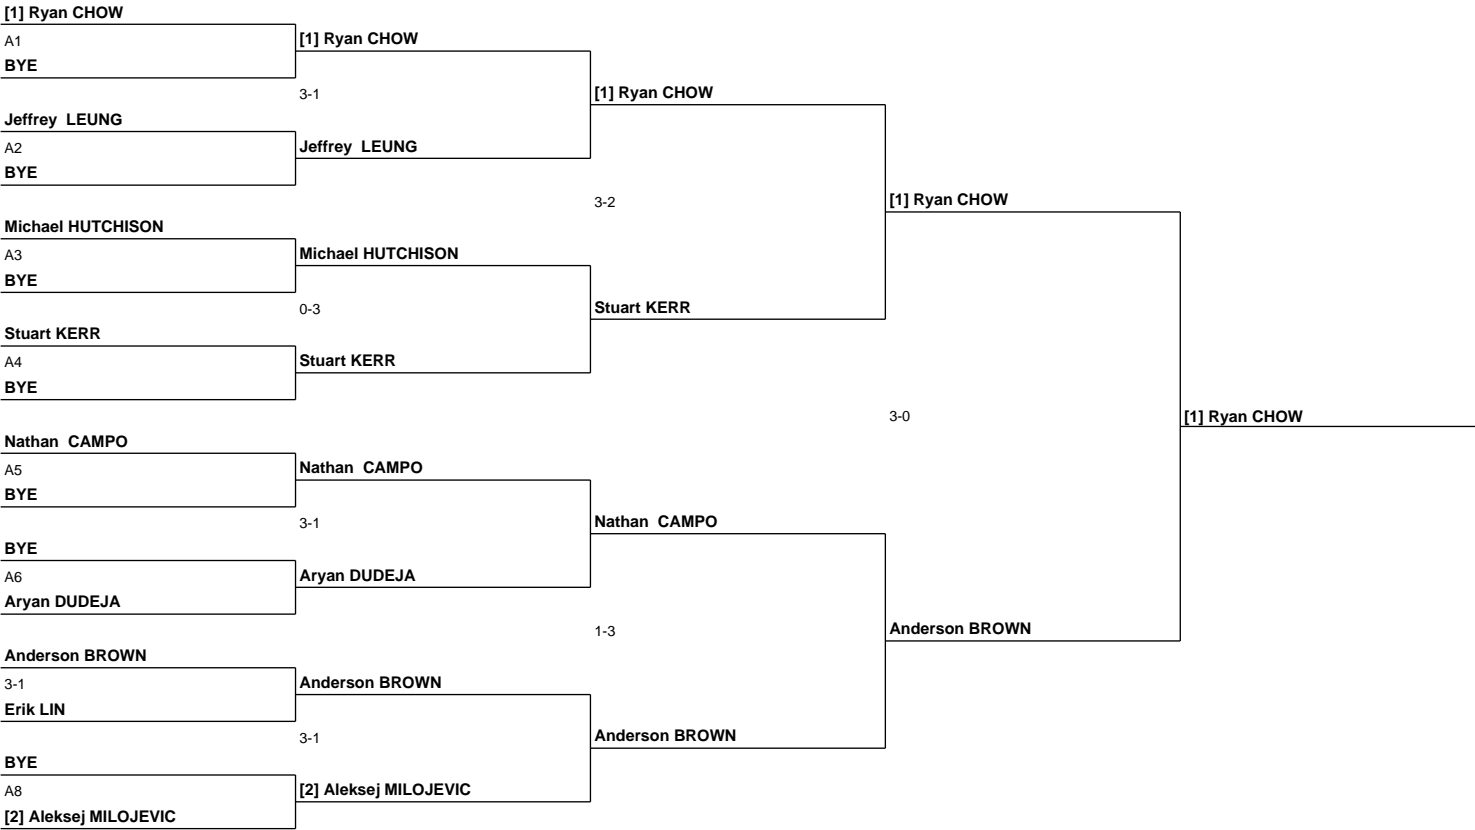 [1] Ryan CHOW
A1
BYE
Jeffrey  LEUNG
A2
BYE
Michael HUTCHISON
A3
BYE
Stuart KERR
A4
BYE
Nathan  CAMPO
A5
BYE
BYE
A6
Aryan DUDEJA
Anderson BROWN
3-1
Erik LIN
BYE
A8
[2] Aleksej MILOJEVIC
[1] Ryan CHOW
3-1
Jeffrey  LEUNG
Michael HUTCHISON
0-3
Stuart KERR
Nathan  CAMPO
3-1
Aryan DUDEJA
Anderson BROWN
3-1
[2] Aleksej MILOJEVIC
[1] Ryan CHOW
3-2
Stuart KERR
Nathan  CAMPO
1-3
Anderson BROWN
[1] Ryan CHOW
3-0
Anderson BROWN
[1] Ryan CHOW